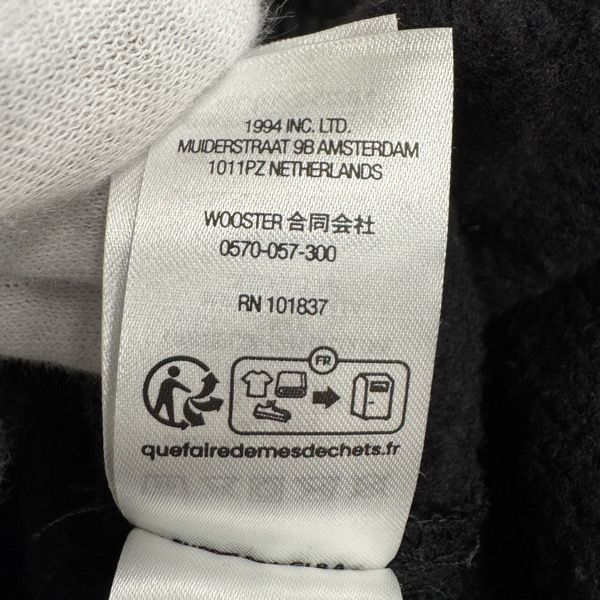 1994 INC. LTD.
MUIDERSTRAAT 9B AMSTERDAM
1011PZ NETHERLANDS
WOOSTER 合同会社
0570-057-300
RN 101837
FR
quefairedemesdechets.fr